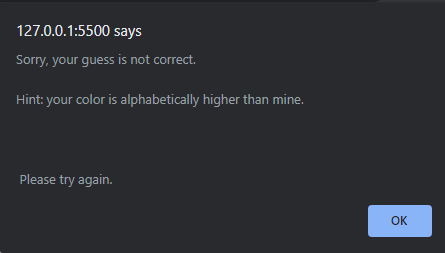 127.0.0.1:5500 says
Sorry, your guess is not correct.
Hint: your color is alphabetically higher than mine.
Please try again.
OK